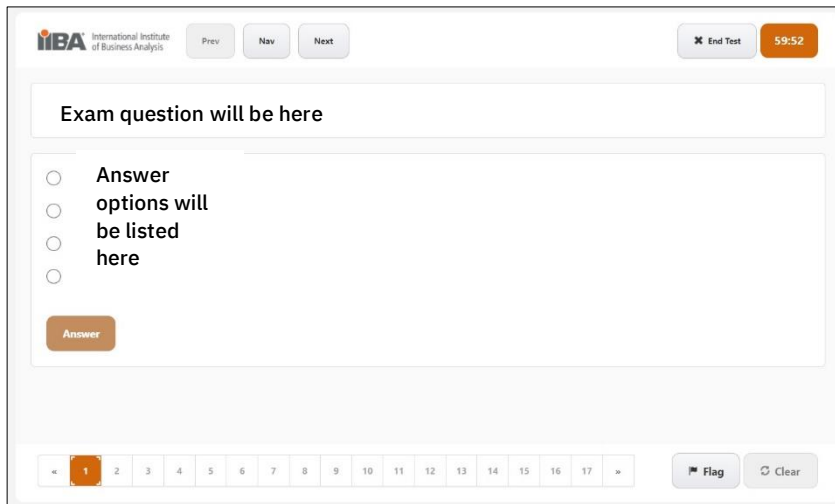 iiBA International Institute
of Business Analysis
Prev
Nav
Next
End Test
59:52
Exam question will be here
Answer
options will
be listed
here
Answer
« 1 2 3 4 5 6 7 8 9 10 11 12 13 14 15 16 17 »
Flag
Clear